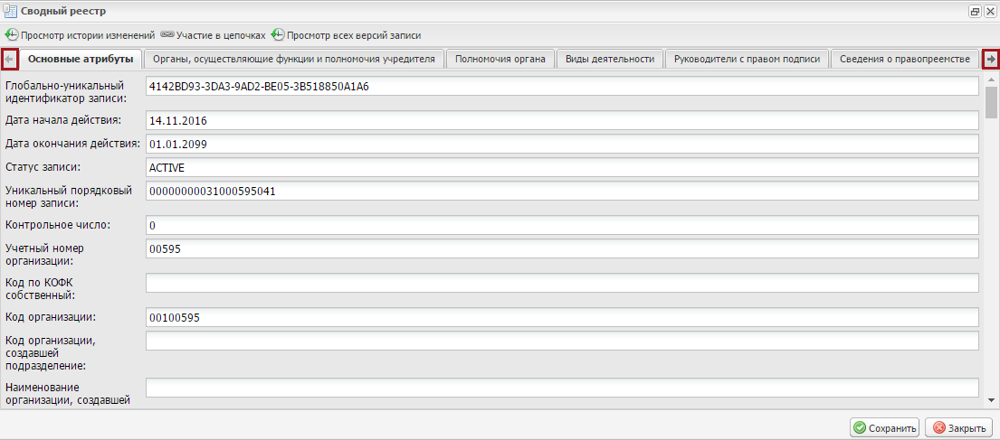 Сводный реестр
Просмотр истории изменений Участие в цепочках Просмотр всех версий записи
Основные атрибуты Органы, осуществляющие функции и полномочия учредителя Полномочия органа Виды деятельности Руководители с правом подписи Сведения о правопреемстве
Глобально-уникальный
идентификатор записи:
4142BD93-3DA3-9AD2-BE05-3B518850A1A6
Дата начала действия: 14.11.2016
Дата окончания действия: 01.01.2099
Статус записи: ACTIVE
Уникальный порядковый
номер записи:
00000000031000595041
Контрольное число: 0
Учетный номер
организации:
00595
Код по КОФК
собственный:
Код организации: 00100595
Код организации,
создавшей
подразделение:
Наименование
организации, создавшей
Сохранить Закрыть